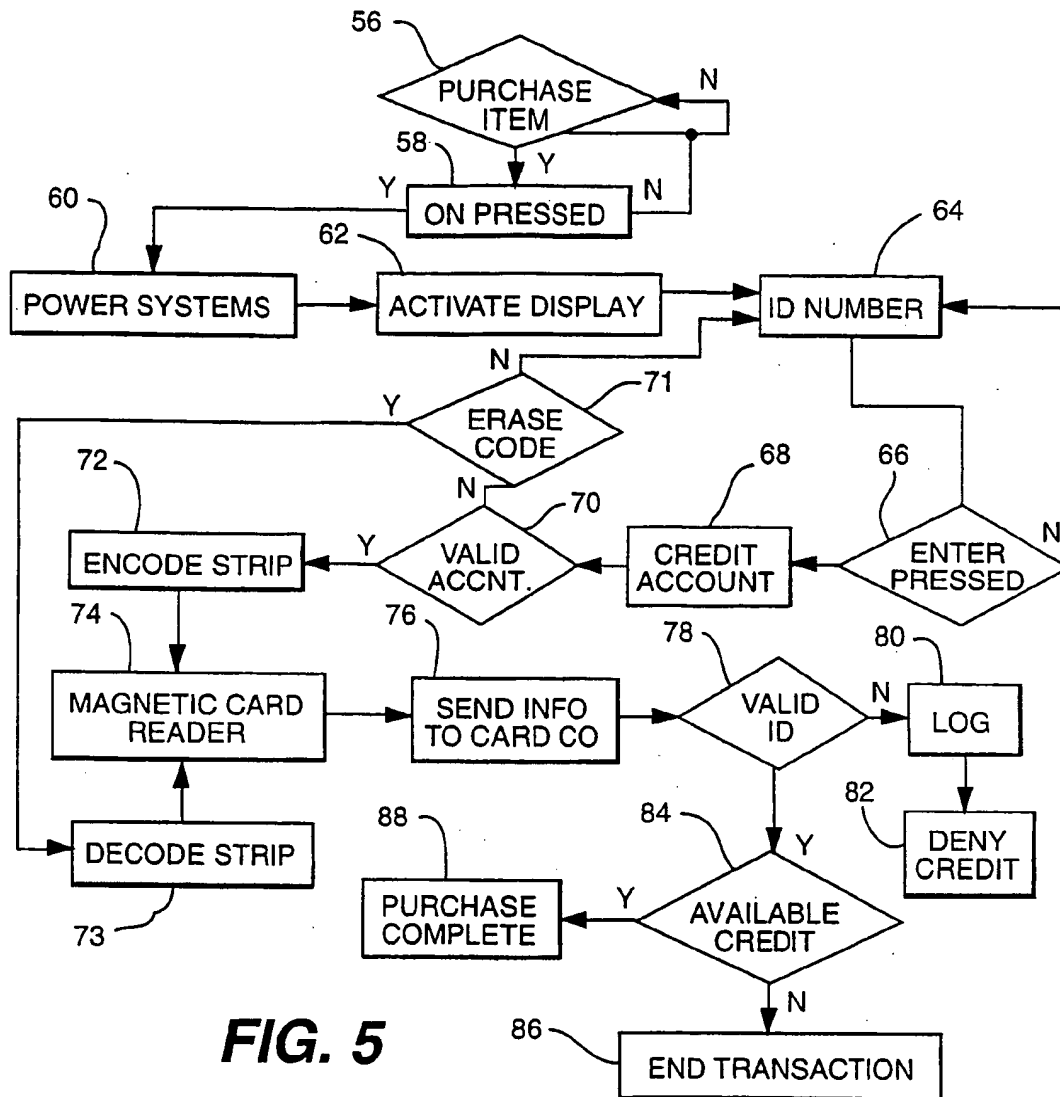 56
PURCHASE
ITEM
N
58
Y
Y
ON PRESSED
N
60
62
64
POWER SYSTEMS
ACTIVATE DISPLAY
ID NUMBER
N
71
Y
ERASE
CODE
72
N
70
68
66
N
ENCODE STRIP
Y
VALID
ACCNT.
CREDIT
ACCOUNT
ENTER
PRESSED
74
76
78
80
MAGNETIC CARD
READER
SEND INFO
TO CARD CO
VALID
ID
N
LOG
DECODE STRIP
73
88
84
Y
82
DENY
CREDIT
PURCHASE
COMPLETE
Y
AVAILABLE
CREDIT
N
FIG. 5
86
END TRANSACTION